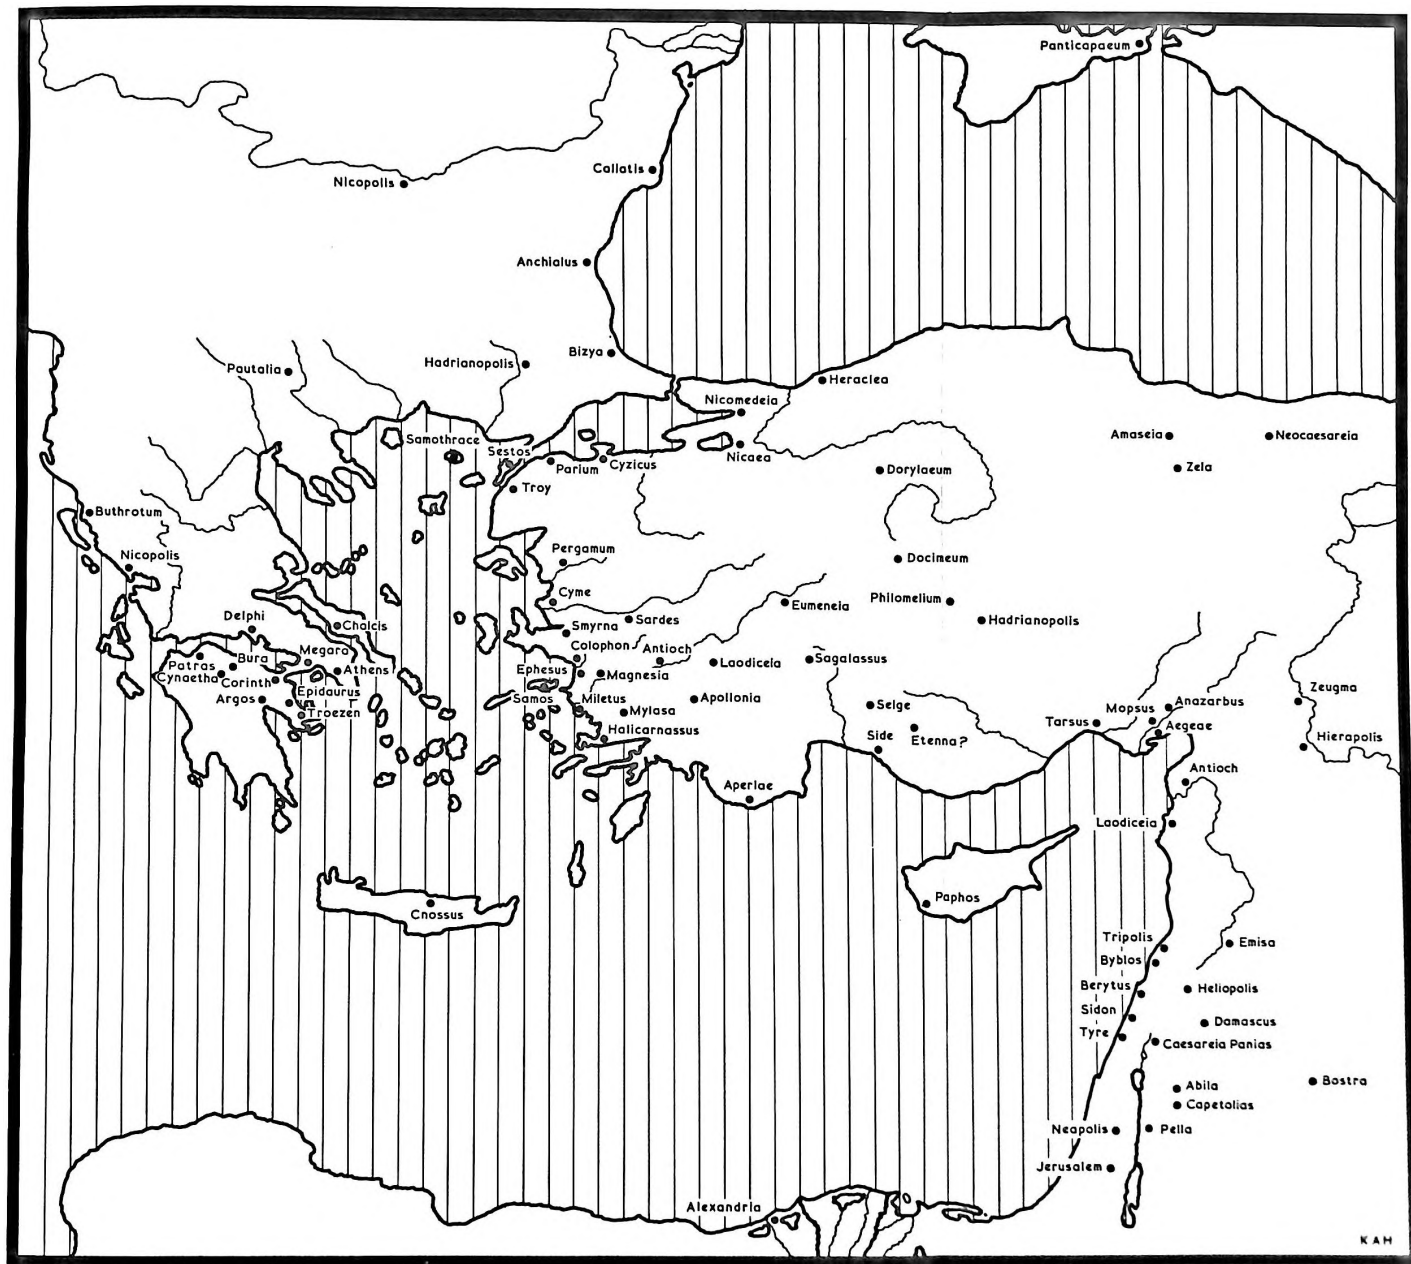 Panticapaeum
Callatis
Nicopolis
Anchialus
Bizya
Hadrianopolis
Pautalia
Heraclea
Nicomedeia
Samothrace
Sestos
Parium
Cyzicus
Nicaea
Amaseia
Neocaesareia
Dorylaeum
Zela
Troy
Buthrotum
Nicopolis
Pergamum
Docimeum
Cyme
Eumeneia
Philomelium
Delphi
Chalcis
Smyrna
Sardes
Hadrianopolis
Colophon
Antioch
Megara
Patras
Bura
Athens
Ephesus
Magnesia
Laodiceia
Sagalassus
Cynaetha
Corinth
Zeugma
Argos
Epidaurus
Samos
Miletus
Apollonia
Selge
Mopsus
Anazarbus
Troezen
Mylasa
Tarsus
Aegeae
Halicarnassus
Side
Etenna?
Hierapolis
Antioch
Aperlae
Laodiceia
Paphos
Cnossus
Tripolis
Emisa
Byblos
Berytus
Heliopolis
Sidon
Damascus
Tyre
Caesareia Panias
Abila
Bostra
Capetolias
Neapolis
Pella
Jerusalem
Alexandria
KAH